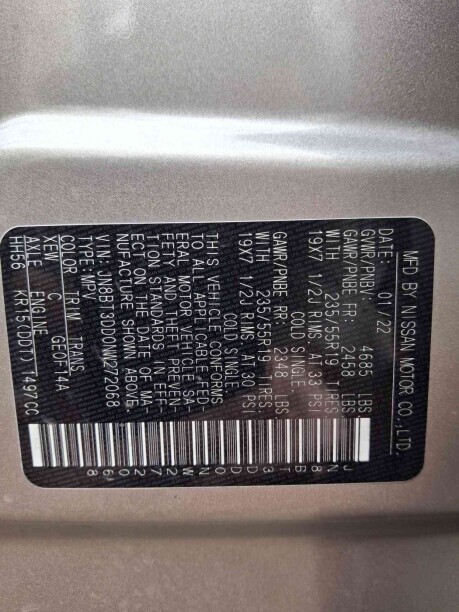 MFD BY NISSAN MOTOR CO.,LTD.
DATE: 01/22
GVWR/PNBV: 4685 LBS
GAWR/PNBE FR: 2458 LBS
WITH 235/55R19 TIRES
19X7 1/2J RIMS, AT 33 PSI
COLD SINGLE
GAWR/PNBE RR: 2348 LBS
WITH 235/55R19 TIRES
19X7 1/2J RIMS, AT 30 PSI
COLD SINGLE
THIS VEHICLE CONFORMS
TO ALL APPLICABLE FED-
ERAL MOTOR VEHICLE SA-
FETY AND THEFT PREVEN-
TION STANDARDS IN EFF-
ECT ON THE DATE OF MA-
NUFACTURE SHOWN ABOVE.
VIN: JN8BT3DD0NW272068
TYPE: MPV
COLOR TRIM TRANS
XEW C GE0F14A
AXLE ENGINE
HH56 KR15(DDT) 1497CC
JN8BT3DD0NW272068